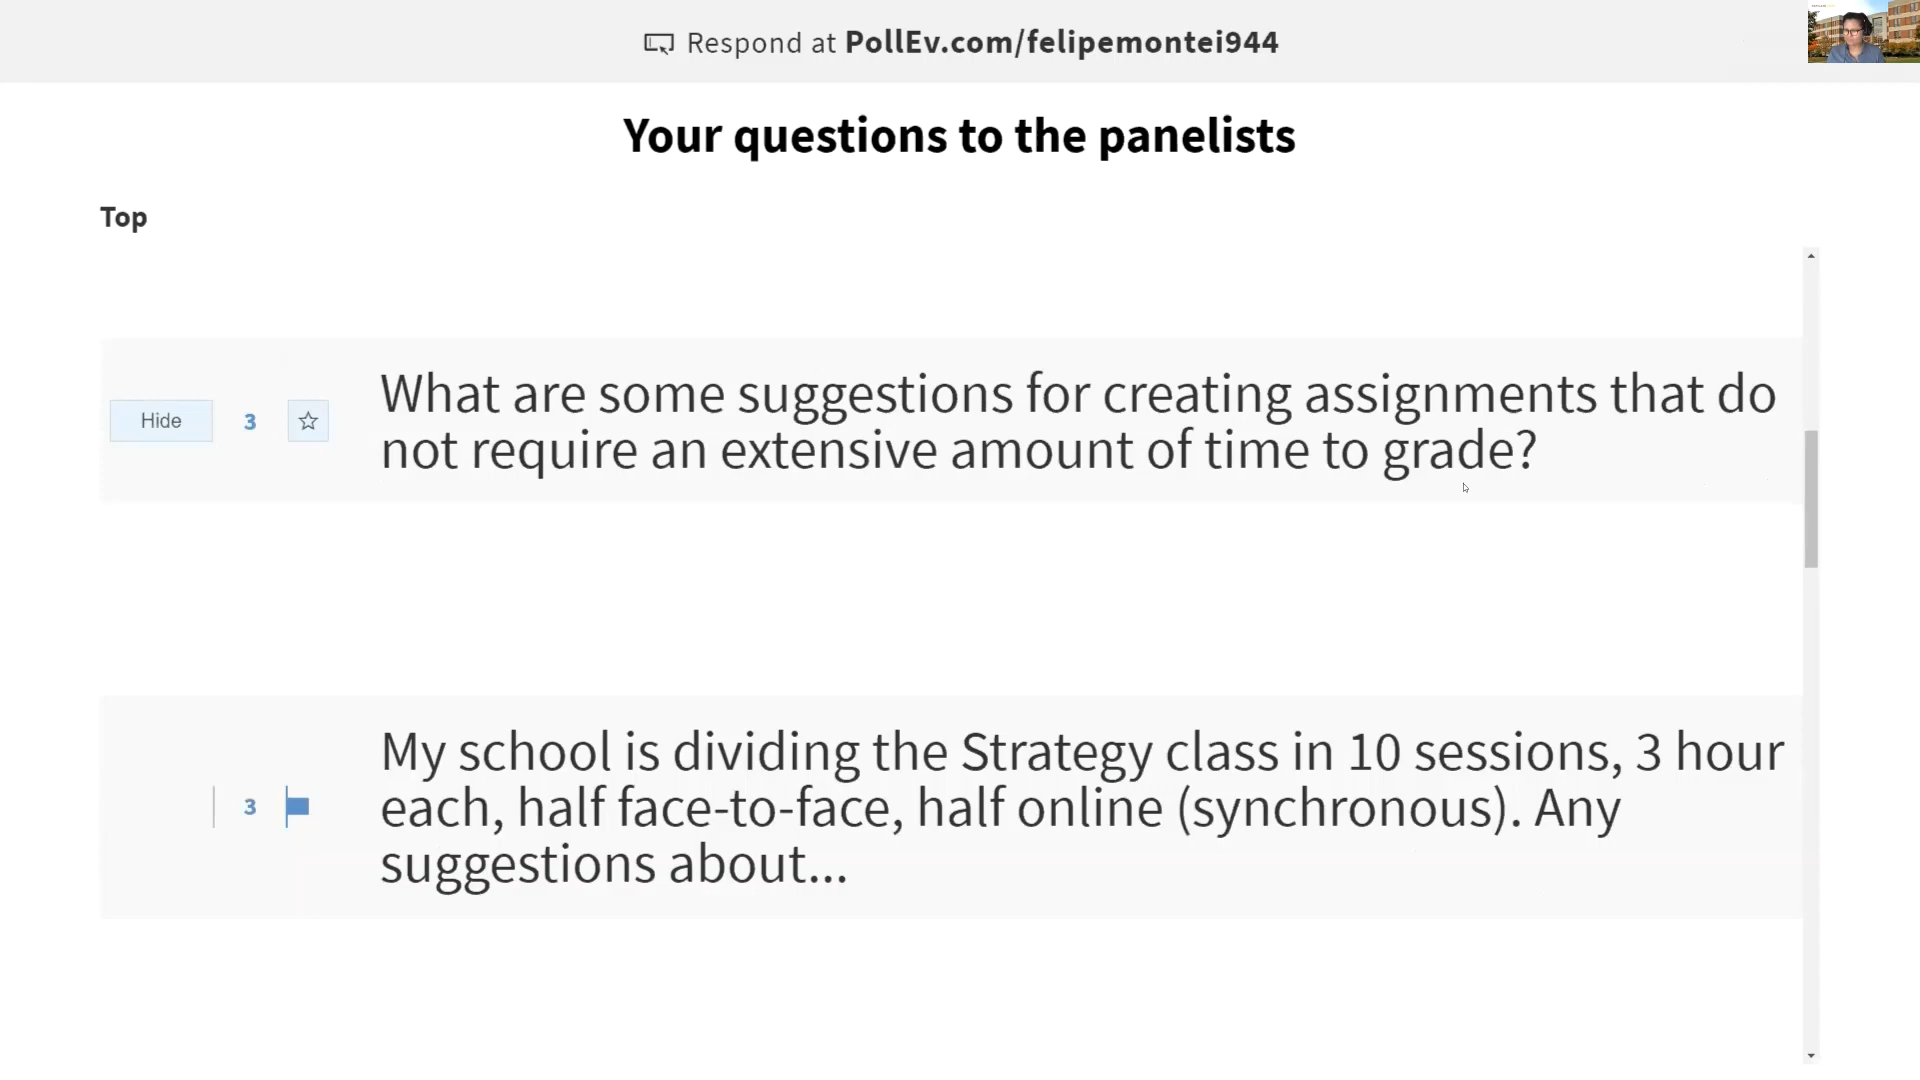 Respond at PollEv.com/felipemontei944
Your questions to the panelists
Top
Hide
3
What are some suggestions for creating assignments that do
not require an extensive amount of time to grade?
3
My school is dividing the Strategy class in 10 sessions, 3 hour
each, half face-to-face, half online (synchronous). Any
suggestions about...